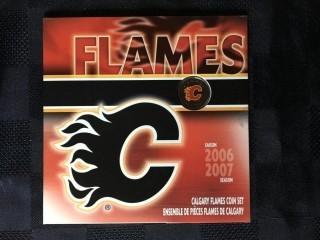 FLAMES
C
C
®
SAISON
2006
2007
SEASON
CALGARY FLAMES COIN SET
ENSEMBLE DE PIÈCES FLAMES DE CALGARY